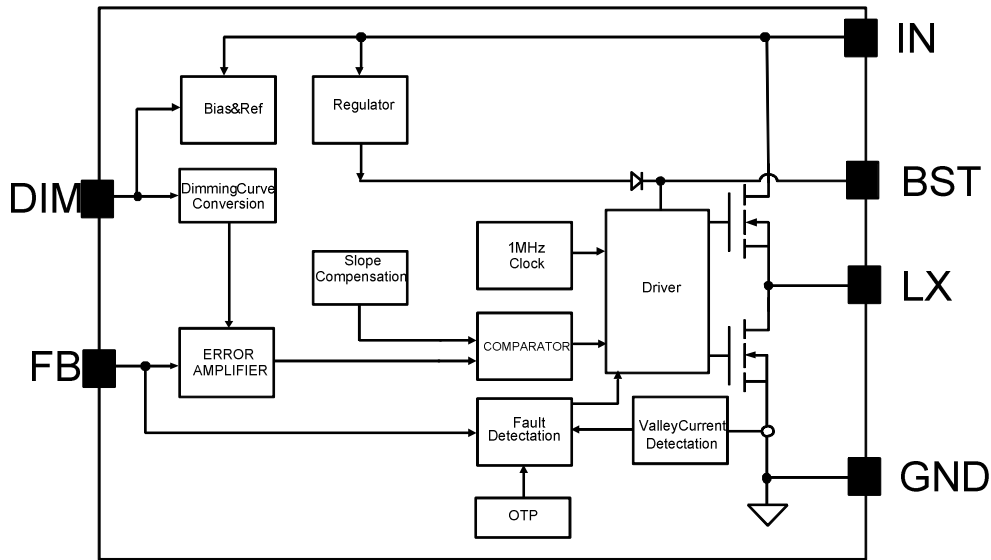 IN
Bias&Ref
Regulator
DIM
DimmingCurve
Conversion
BST
Slope
Compensation
1MHz
Clock
Driver
LX
FB
ERROR
AMPLIFIER
COMPARATOR
Fault
Detectation
ValleyCurrent
Detectation
GND
OTP